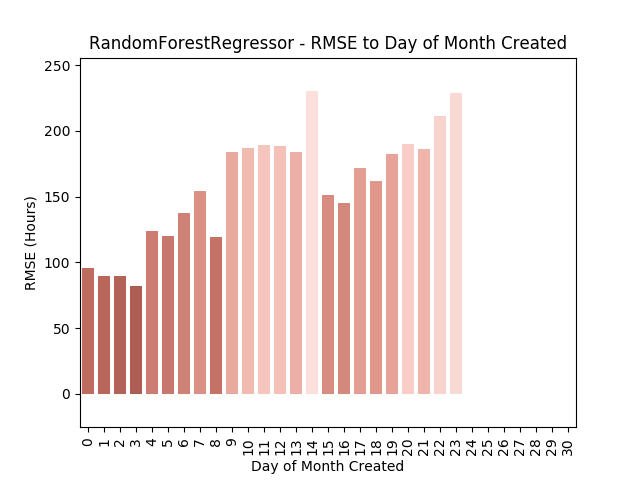 RandomForestRegressor - RMSE to Day of Month Created
250
200
150
100
50
0
RMSE (Hours)
0 1 2 3 4 5 6 7 8 9 10 11 12 13 14 15 16 17 18 19 20 21 22 23 24 25 26 27 28 29 30
Day of Month Created